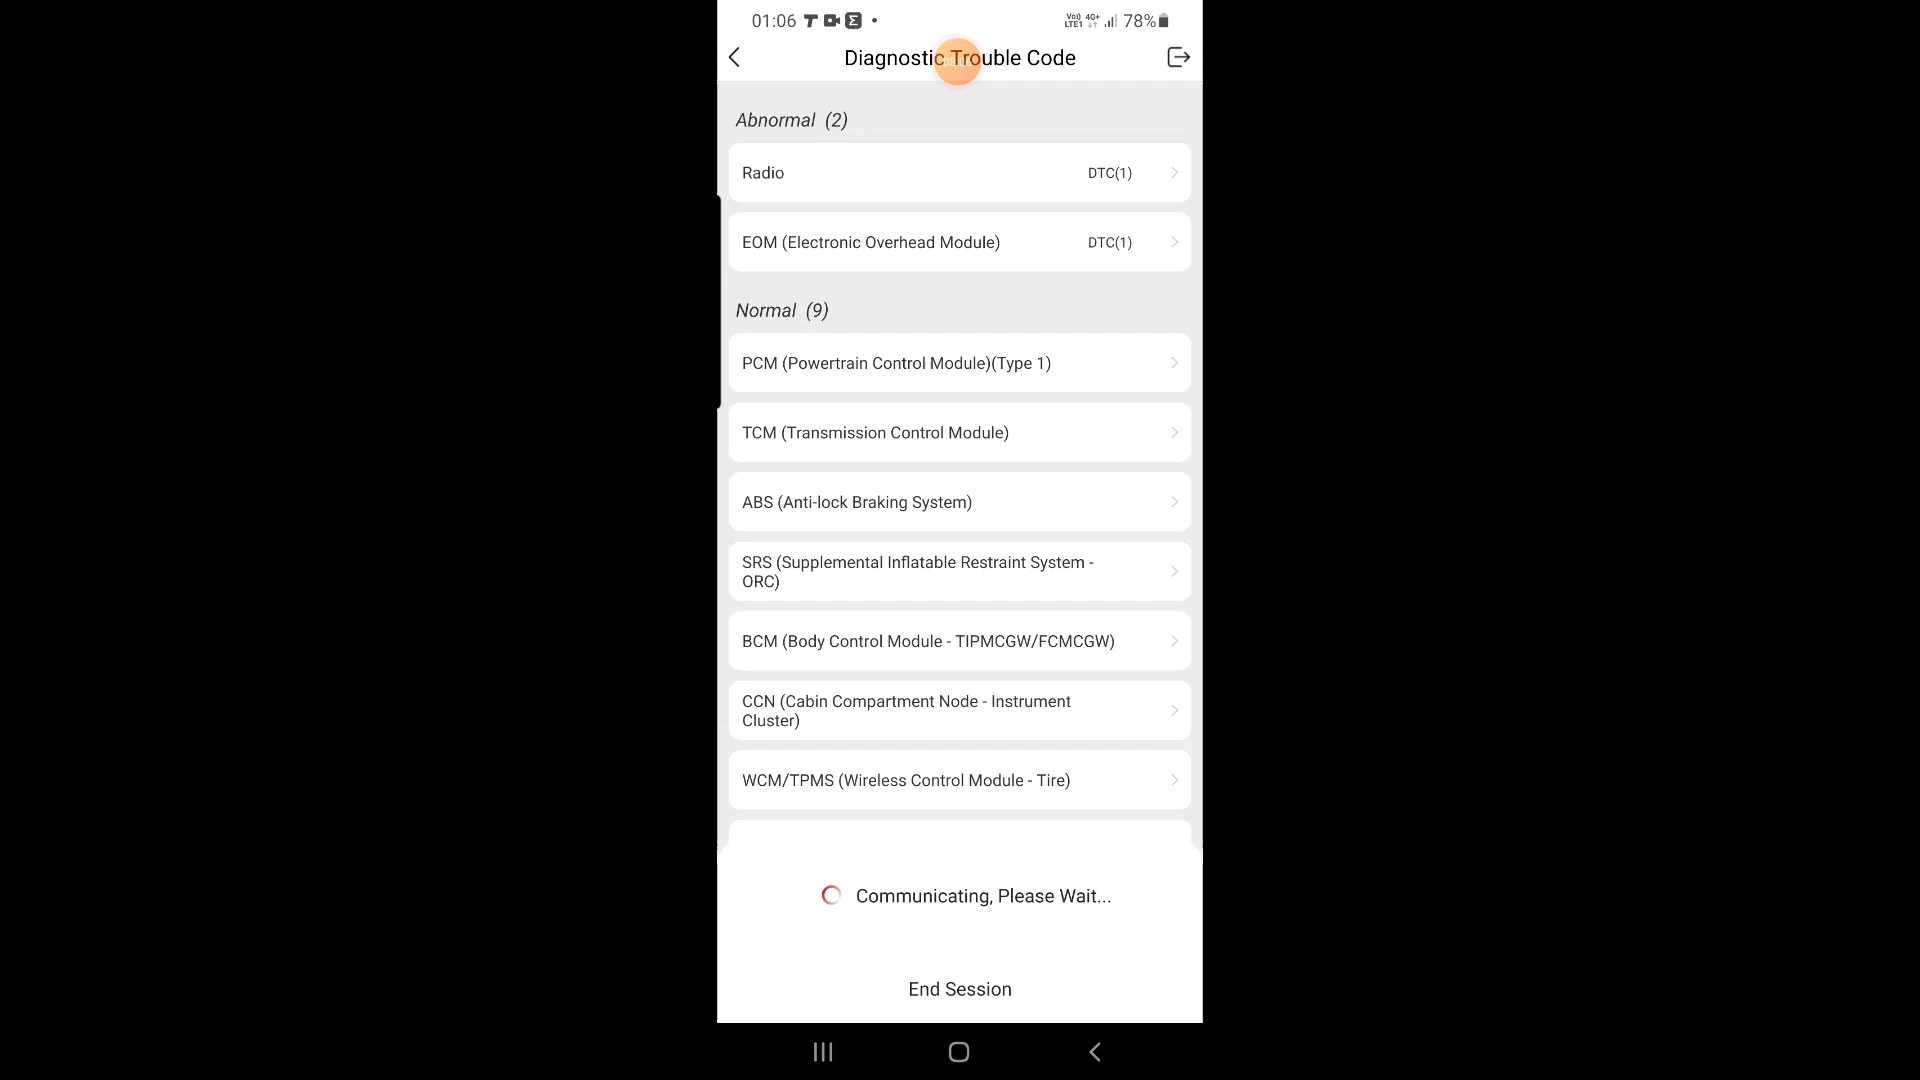 01:06
Vo) 4G+
LTE1
78%
Diagnostic Trouble Code
Abnormal (2)
Radio DTC(1)
EOM (Electronic Overhead Module) DTC(1)
Normal (9)
PCM (Powertrain Control Module)(Type 1)
TCM (Transmission Control Module)
ABS (Anti-lock Braking System)
SRS (Supplemental Inflatable Restraint System -
ORC)
BCM (Body Control Module - TIPMCGW/FCMCGW)
CCN (Cabin Compartment Node - Instrument
Cluster)
WCM/TPMS (Wireless Control Module - Tire)
Communicating, Please Wait...
End Session